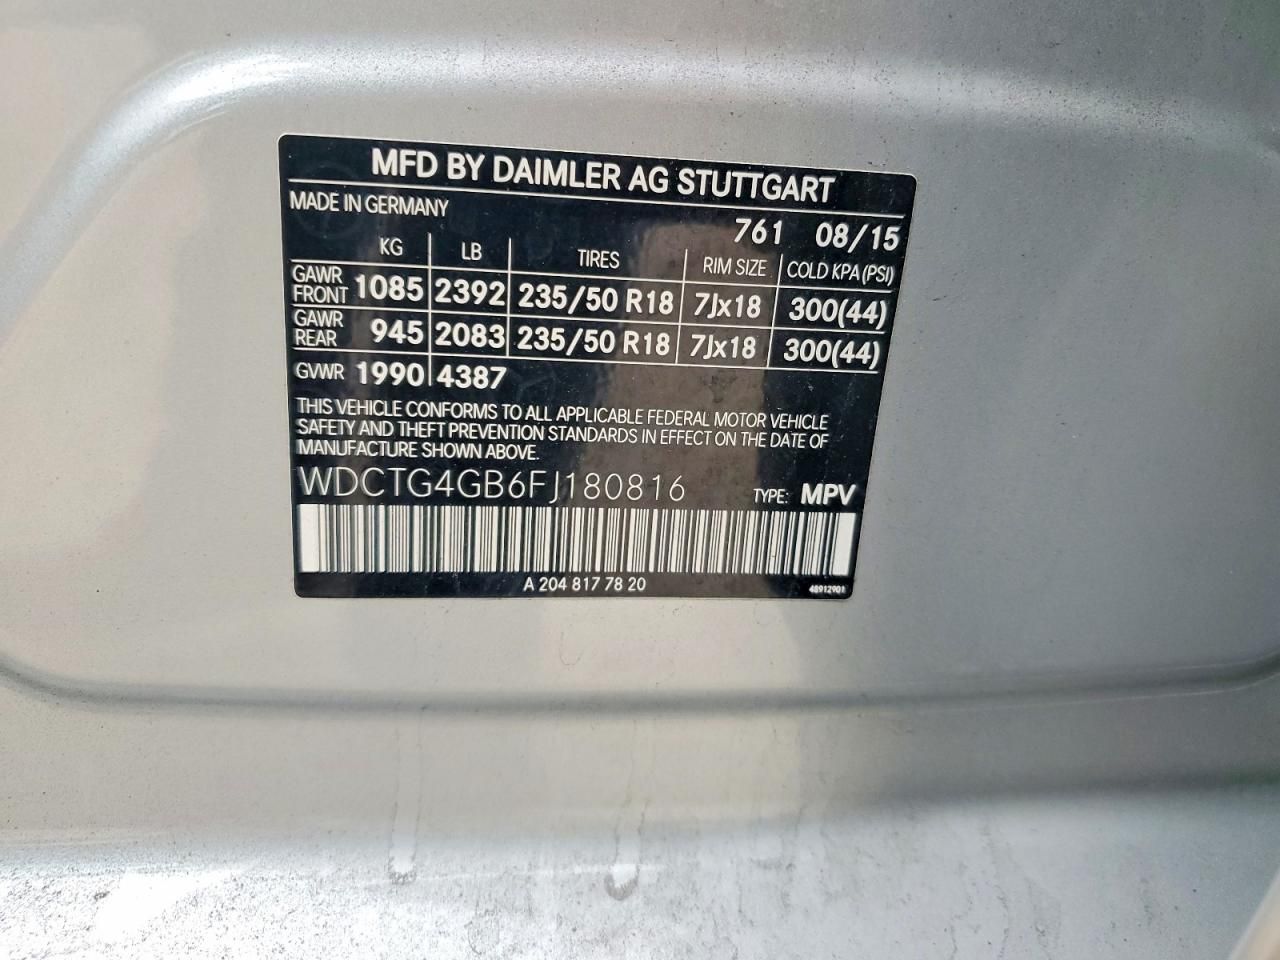 MFD BY DAIMLER AG STUTTGART
MADE IN GERMANY
761 08/15
KG LB TIRES RIM SIZE COLD KPA (PSI)
GAWR FRONT 1085 2392 235/50 R18 7Jx18 300(44)
GAWR REAR 945 2083 235/50 R18 7Jx18 300(44)
GVWR 1990 4387
THIS VEHICLE CONFORMS TO ALL APPLICABLE FEDERAL MOTOR VEHICLE
SAFETY AND THEFT PREVENTION STANDARDS IN EFFECT ON THE DATE OF
MANUFACTURE SHOWN ABOVE.
WDCTG4GB6FJ180816 TYPE: MPV
A 204 817 78 20
48912901